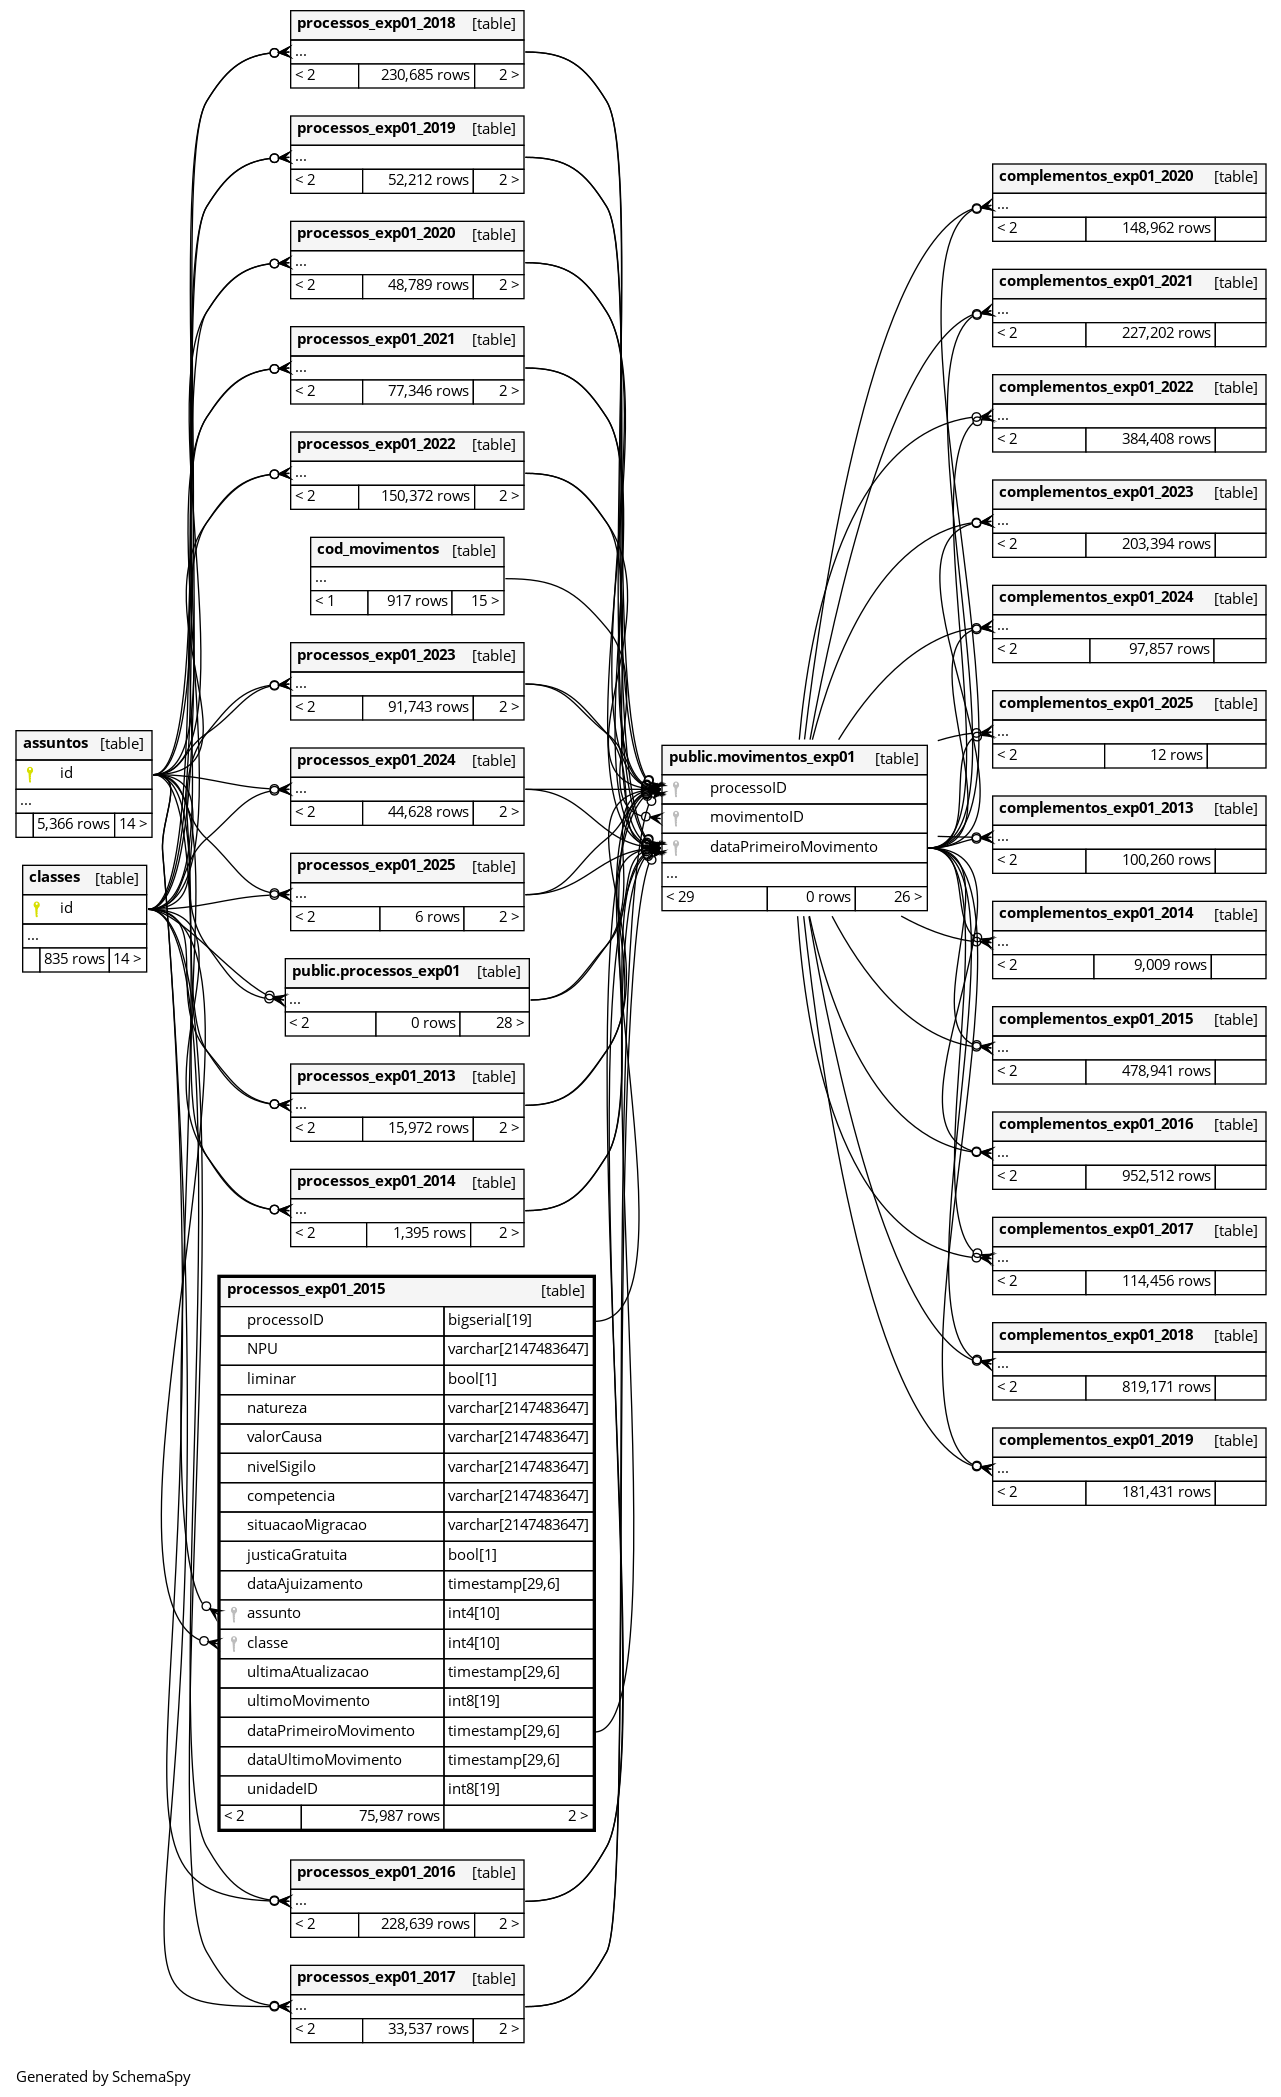 processos_exp01_2018 [table]
...
< 2 230,685 rows 2 >
processos_exp01_2019 [table]
...
< 2 52,212 rows 2 >
processos_exp01_2020 [table]
...
< 2 48,789 rows 2 >
processos_exp01_2021 [table]
...
< 2 77,346 rows 2 >
processos_exp01_2022 [table]
...
< 2 150,372 rows 2 >
cod_movimentos [table]
...
< 1 917 rows 15 >
processos_exp01_2023 [table]
...
< 2 91,743 rows 2 >
assuntos [table]
id
...
5,366 rows 14 >
classes [table]
id
...
835 rows 14 >
processos_exp01_2024 [table]
...
< 2 44,628 rows 2 >
processos_exp01_2025 [table]
...
< 2 6 rows 2 >
public.processos_exp01 [table]
...
< 2 0 rows 28 >
processos_exp01_2013 [table]
...
< 2 15,972 rows 2 >
processos_exp01_2014 [table]
...
< 2 1,395 rows 2 >
processos_exp01_2015 [table]
processoID bigserial[19]
NPU varchar[2147483647]
liminar bool[1]
natureza varchar[2147483647]
valorCausa varchar[2147483647]
nivelSigilo varchar[2147483647]
competencia varchar[2147483647]
situacaoMigracao varchar[2147483647]
justicaGratuita bool[1]
dataAjuizamento timestamp[29,6]
assunto int4[10]
classe int4[10]
ultimaAtualizacao timestamp[29,6]
ultimoMovimento int8[19]
dataPrimeiroMovimento timestamp[29,6]
dataUltimoMovimento timestamp[29,6]
unidadeID int8[19]
< 2 75,987 rows 2 >
processos_exp01_2016 [table]
...
< 2 228,639 rows 2 >
processos_exp01_2017 [table]
...
< 2 33,537 rows 2 >
public.movimentos_exp01 [table]
processoID
movimentoID
dataPrimeiroMovimento
...
< 29 0 rows 26 >
complementos_exp01_2020 [table]
...
< 2 148,962 rows
complementos_exp01_2021 [table]
...
< 2 227,202 rows
complementos_exp01_2022 [table]
...
< 2 384,408 rows
complementos_exp01_2023 [table]
...
< 2 203,394 rows
complementos_exp01_2024 [table]
...
< 2 97,857 rows
complementos_exp01_2025 [table]
...
< 2 12 rows
complementos_exp01_2013 [table]
...
< 2 100,260 rows
complementos_exp01_2014 [table]
...
< 2 9,009 rows
complementos_exp01_2015 [table]
...
< 2 478,941 rows
complementos_exp01_2016 [table]
...
< 2 952,512 rows
complementos_exp01_2017 [table]
...
< 2 114,456 rows
complementos_exp01_2018 [table]
...
< 2 819,171 rows
complementos_exp01_2019 [table]
...
< 2 181,431 rows
Generated by SchemaSpy